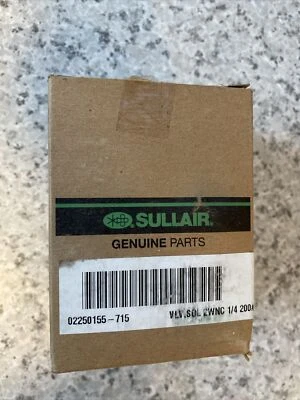 SULLAIR.
GENUINE PARTS
02250155-715 VLV,SOL 2WNC 1/4 200